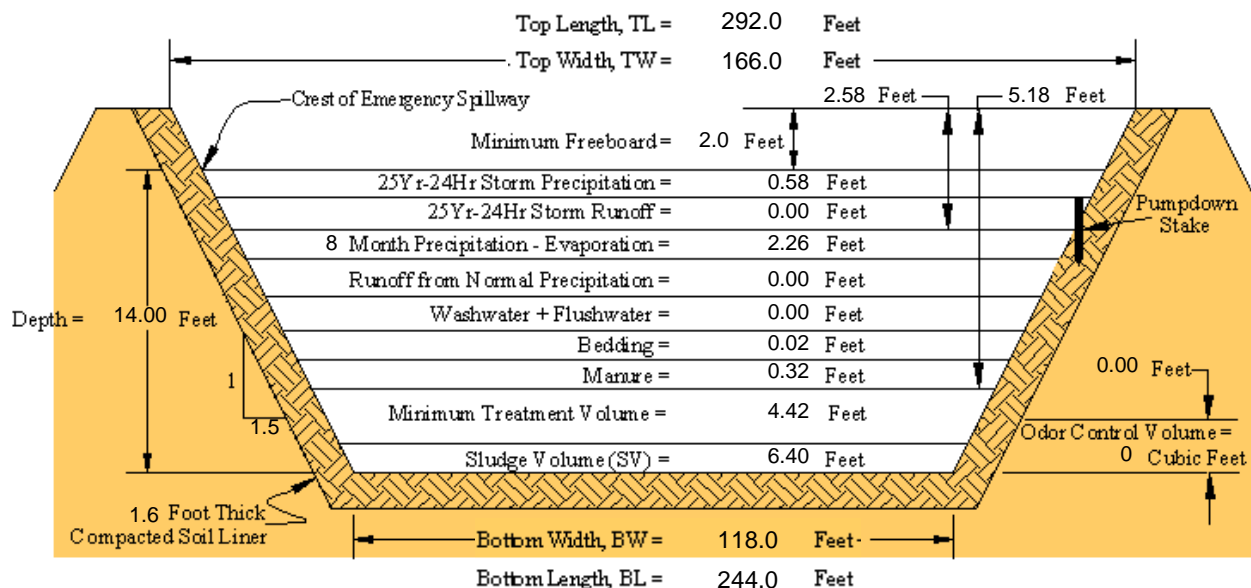 Top Length, TL = 292.0 Feet
Top Width, TW = 166.0 Feet
Crest of Emergency Spillway
2.58 Feet
5.18 Feet
Minimum Freeboard = 2.0 Feet
25Yr-24Hr Storm Precipitation = 0.58 Feet
25Yr-24Hr Storm Runoff = 0.00 Feet
Pumpdown
Stake
8 Month Precipitation - Evaporation = 2.26 Feet
Runoff from Normal Precipitation = 0.00 Feet
Depth = 14.00 Feet
Washwater + Flushwater = 0.00 Feet
Bedding = 0.02 Feet
Manure = 0.32 Feet
0.00 Feet
1
1.5
Minimum Treatment Volume = 4.42 Feet
Odor Control Volume =
0 Cubic Feet
Sludge Volume (SV) = 6.40 Feet
1.6 Foot Thick
Compacted Soil Liner
Bottom Width, BW = 118.0 Feet
Bottom Length, BL = 244.0 Feet